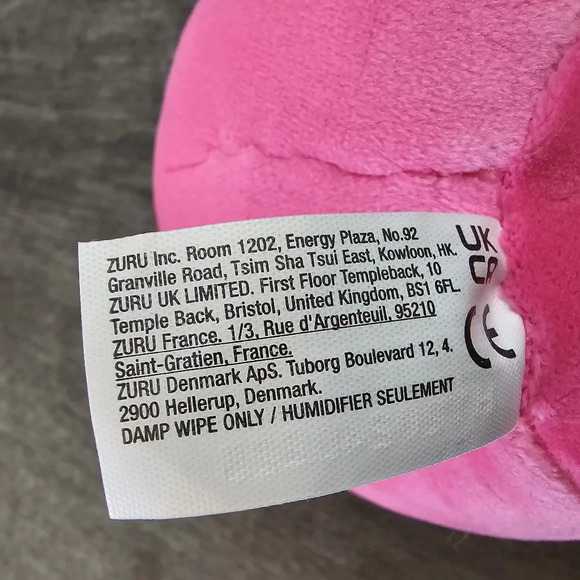 ZURU Inc. Room 1202, Energy Plaza, No.92
Granville Road, Tsim Sha Tsui East, Kowloon, HK.
ZURU UK LIMITED. First Floor Templeback, 10
Temple Back, Bristol, United Kingdom, BS1 6FL.
ZURU France. 1/3, Rue d'Argenteuil, 95210
Saint-Gratien, France.
ZURU Denmark ApS. Tuborg Boulevard 12, 4.
2900 Hellerup, Denmark.
DAMP WIPE ONLY / HUMIDIFIER SEULEMENT
UK
CA
CE